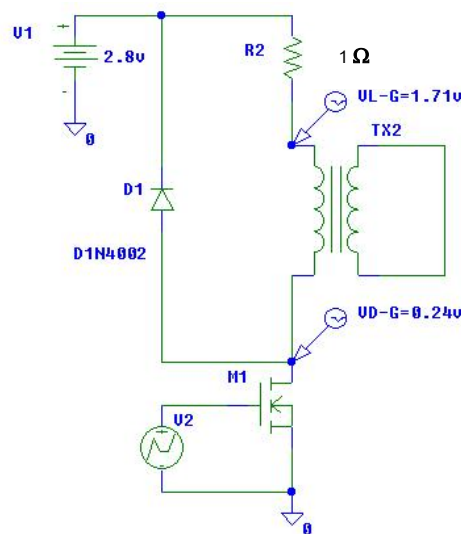 V1
+
2.8v
-
0
R2
1 Ω
VL-G=1.71v
TX2
D1
D1N4002
VD-G=0.24v
M1
V2
+
-
0